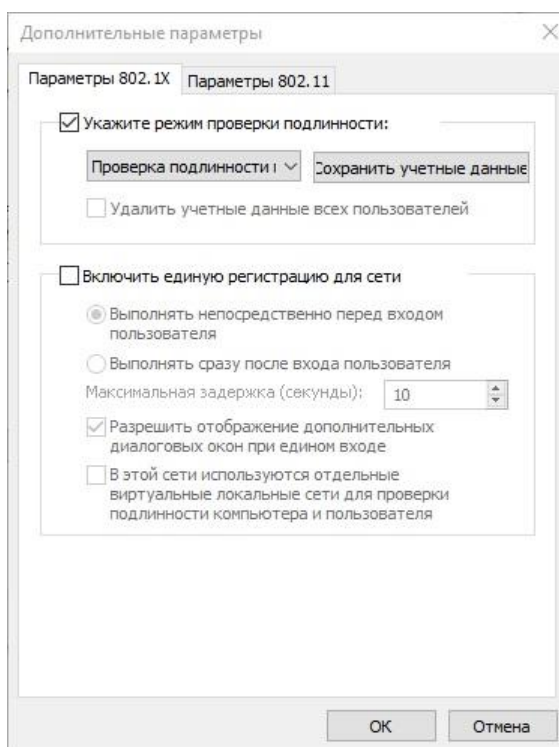 Дополнительные параметры
Параметры 802.1X Параметры 802.11
Укажите режим проверки подлинности:
Проверка подлинности Сохранить учетные данные
Удалить учетные данные всех пользователей
Включить единую регистрацию для сети
Выполнять непосредственно перед входом
пользователя
Выполнять сразу после входа пользователя
Максимальная задержка (секунды): 10
Разрешить отображение дополнительных
диалоговых окон при едином входе
В этой сети используются отдельные
виртуальные локальные сети для проверки
подлинности компьютера и пользователя
ОК Отмена